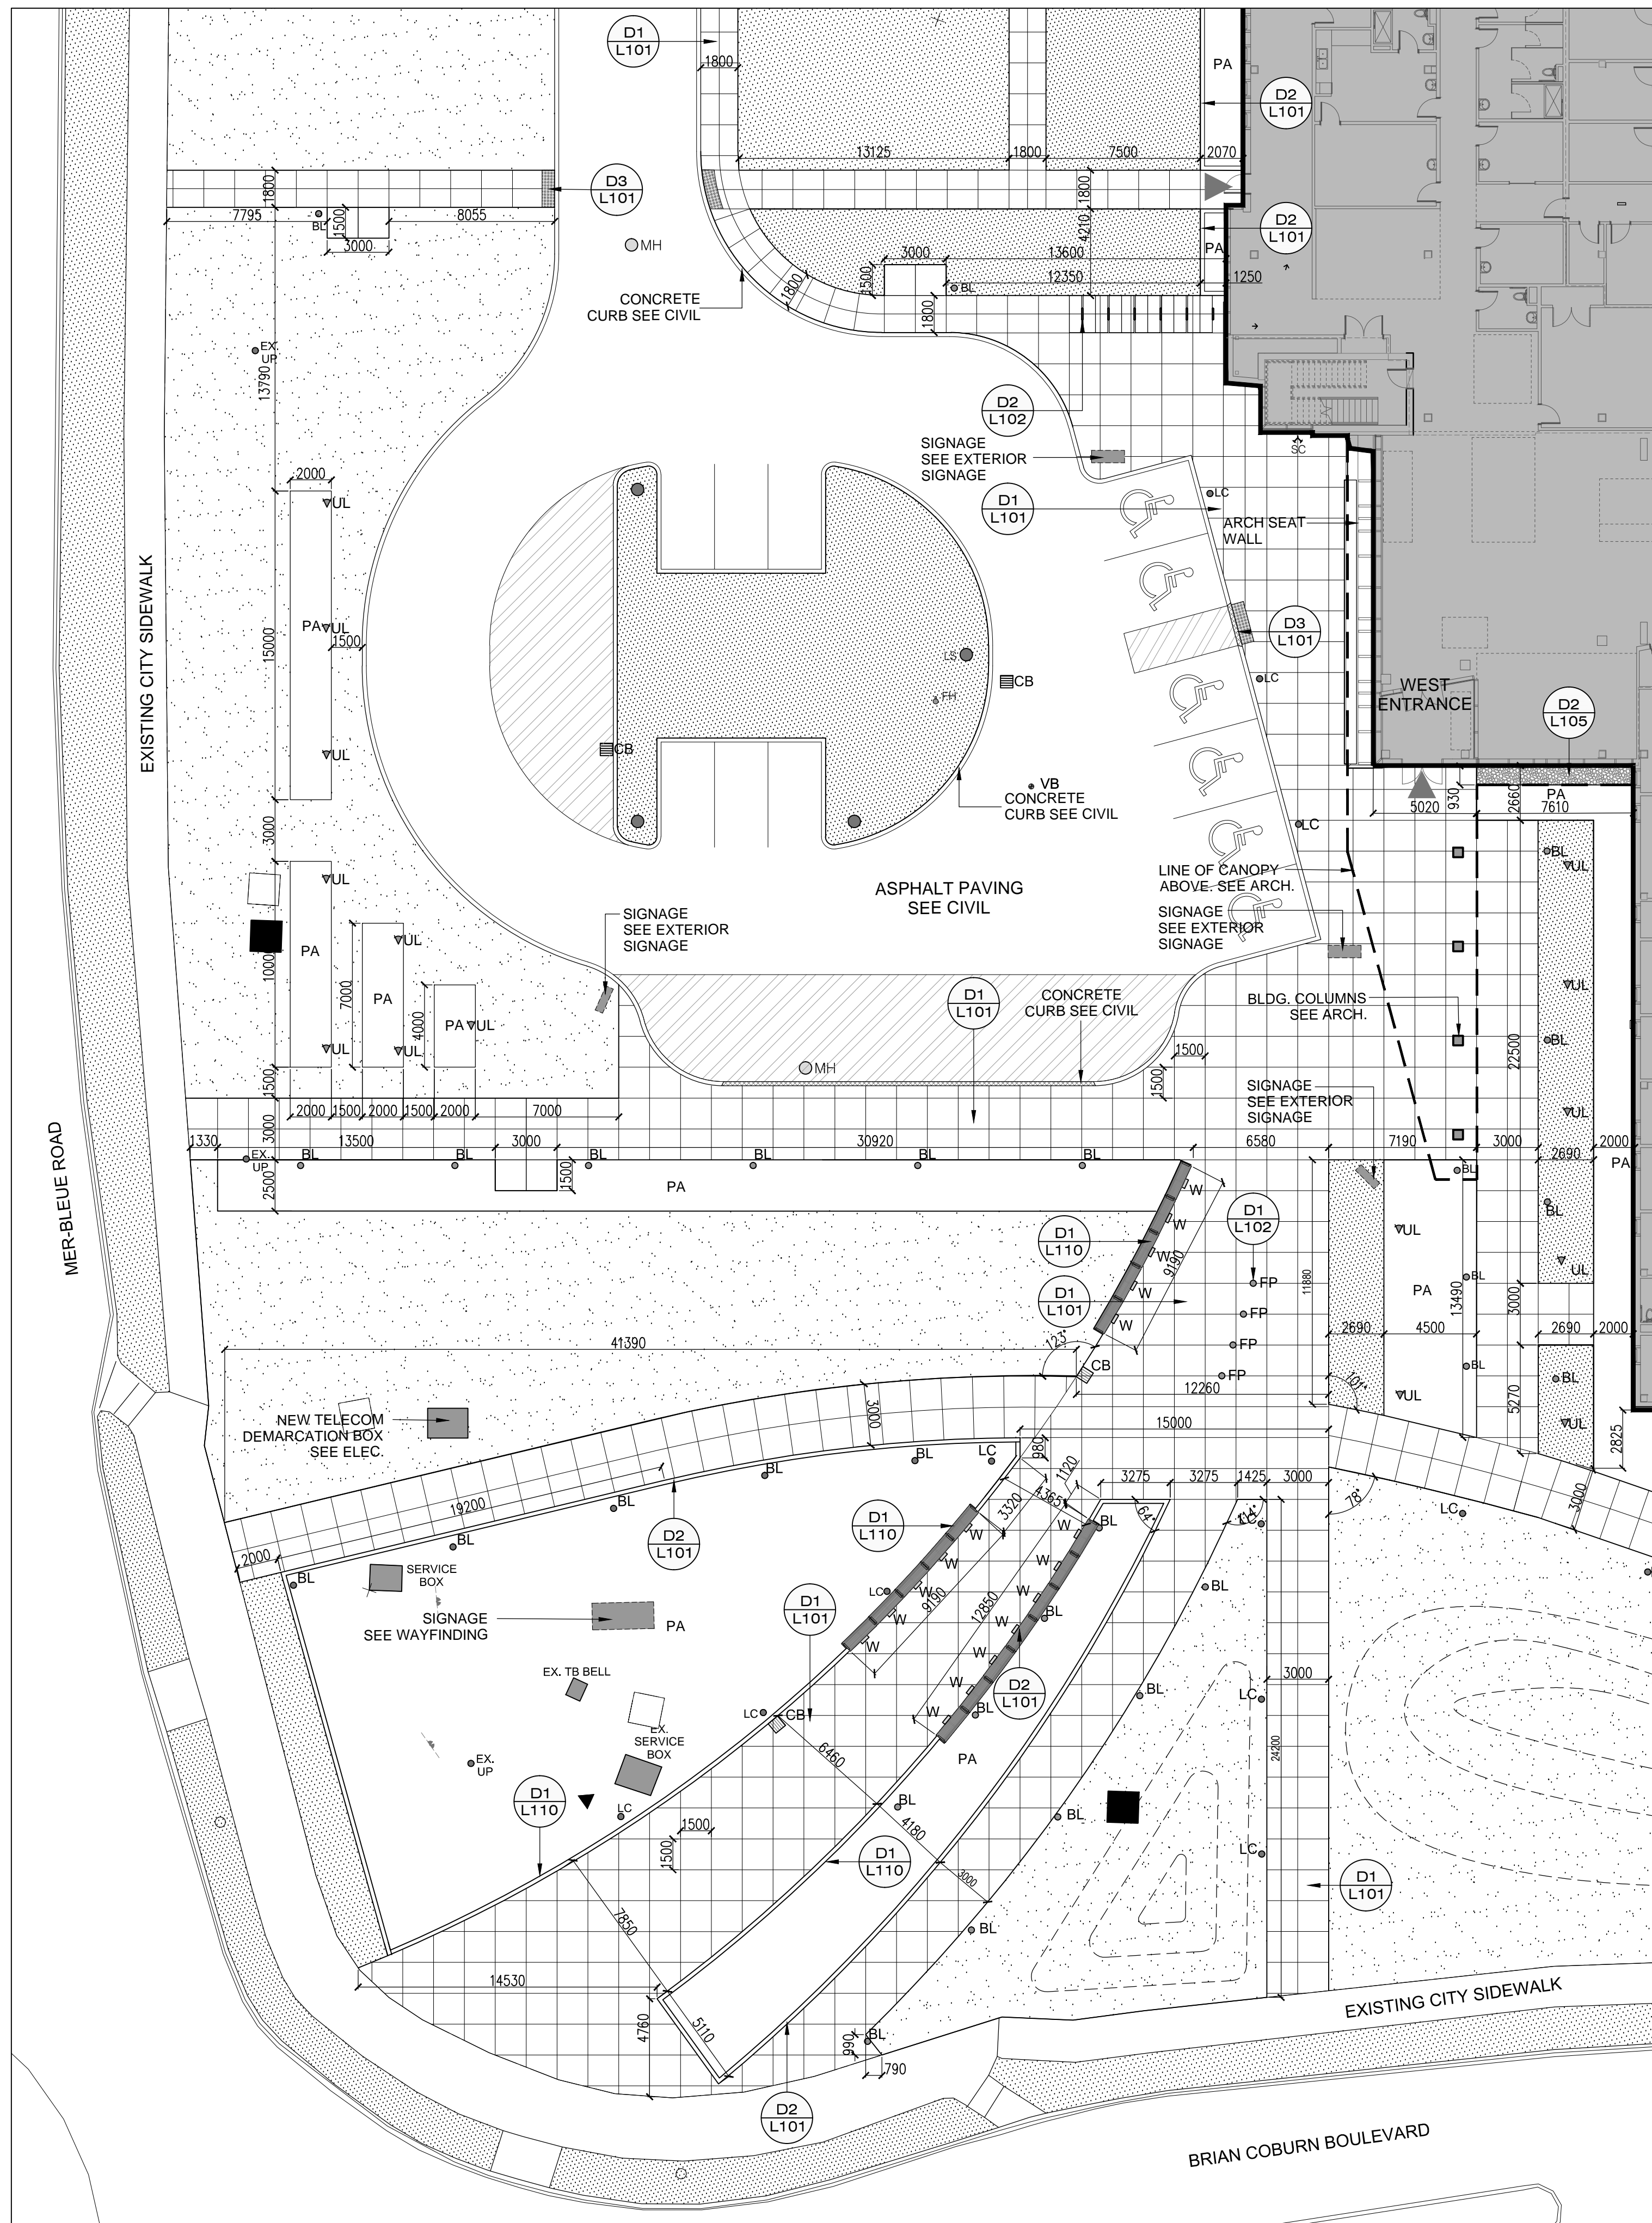 D1
L101
1800
PA
D2
L101
13125
1800
7500
2070
D3
L101
1800
7795
BL
1500
3000
8055
MH
1800
4210
D2
L101
PA
3000
13600
12350
1250
1500
BL
1800
1800
CONCRETE
CURB SEE CIVIL
EX.
UP
13790
D2
L102
SIGNAGE
SEE EXTERIOR
SIGNAGE
SC
2000
UL
D1
L101
LC
ARCH SEAT
WALL
EXISTING CITY SIDEWALK
15000
PA
UL
1500
LS
FH
CB
D3
L101
LC
WEST
ENTRANCE
D2
L105
UL
CB
VB
CONCRETE
CURB SEE CIVIL
5020
930
2660
PA
7610
3000
LC
UL
ASPHALT PAVING
SEE CIVIL
LINE OF CANOPY
ABOVE. SEE ARCH.
BL
UL
SIGNAGE
SEE EXTERIOR
SIGNAGE
SIGNAGE
SEE EXTERIOR
SIGNAGE
PA
UL
1000
7000
PA
4000
PA
UL
UL
UL
D1
L101
CONCRETE
CURB SEE CIVIL
BLDG. COLUMNS
SEE ARCH.
UL
BL
22500
MH
1500
1500
1500
SIGNAGE
SEE EXTERIOR
SIGNAGE
UL
2000
1500
2000
1500
2000
7000
MER-BLEUE ROAD
1330
3000
13500
3000
30920
6580
7190
3000
2690
2000
EX.
UP
BL
BL
BL
BL
BL
BL
BL
PA
2500
1500
PA
W
W
W
W
W
9190
D1
L110
D1
L101
D1
L102
FP
FP
FP
FP
11880
UL
BL
UL
PA
BL
13490
3000
2690
4500
2690
2000
BL
UL
101°
BL
UL
5270
2825
41390
123°
CB
12260
15000
3000
NEW TELECOM
DEMARCATION BOX
SEE ELEC.
3000
980
LC
BL
BL
BL
BL
BL
19200
2000
D2
L101
1120
4365
3320
3275
3275
1425
3000
78°
64°
LC
LC
3000
D1
L110
W
W
W
W
W
9190
12850
W
W
W
W
W
W
W
BL
BL
BL
BL
BL
BL
BL
BL
BL
LC
SERVICE
BOX
SIGNAGE
SEE WAYFINDING
PA
D1
L101
D2
L101
EX. TB BELL
EX.
SERVICE
BOX
EX.
UP
LC
CB
LC
LC
LC
3000
24200
PA
6460
4180
3000
D1
L110
1500
1500
D1
L110
D1
L101
7850
14530
4760
5110
990
790
D2
L101
EXISTING CITY SIDEWALK
BRIAN COBURN BOULEVARD